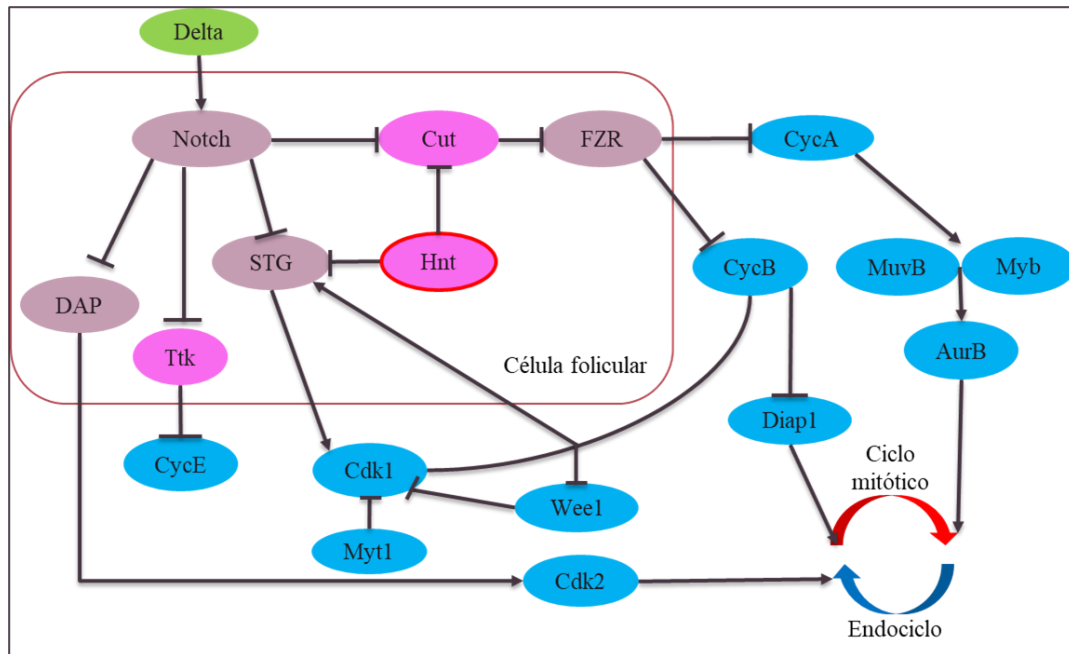 Delta
Notch
Cut
FZR
CycA
STG
Hnt
CycB
MuvB
Myb
DAP
Ttk
Célula folicular
AurB
Diap1
CycE
Cdk1
Wee1
Ciclo
mitótico
Myt1
Cdk2
Endociclo